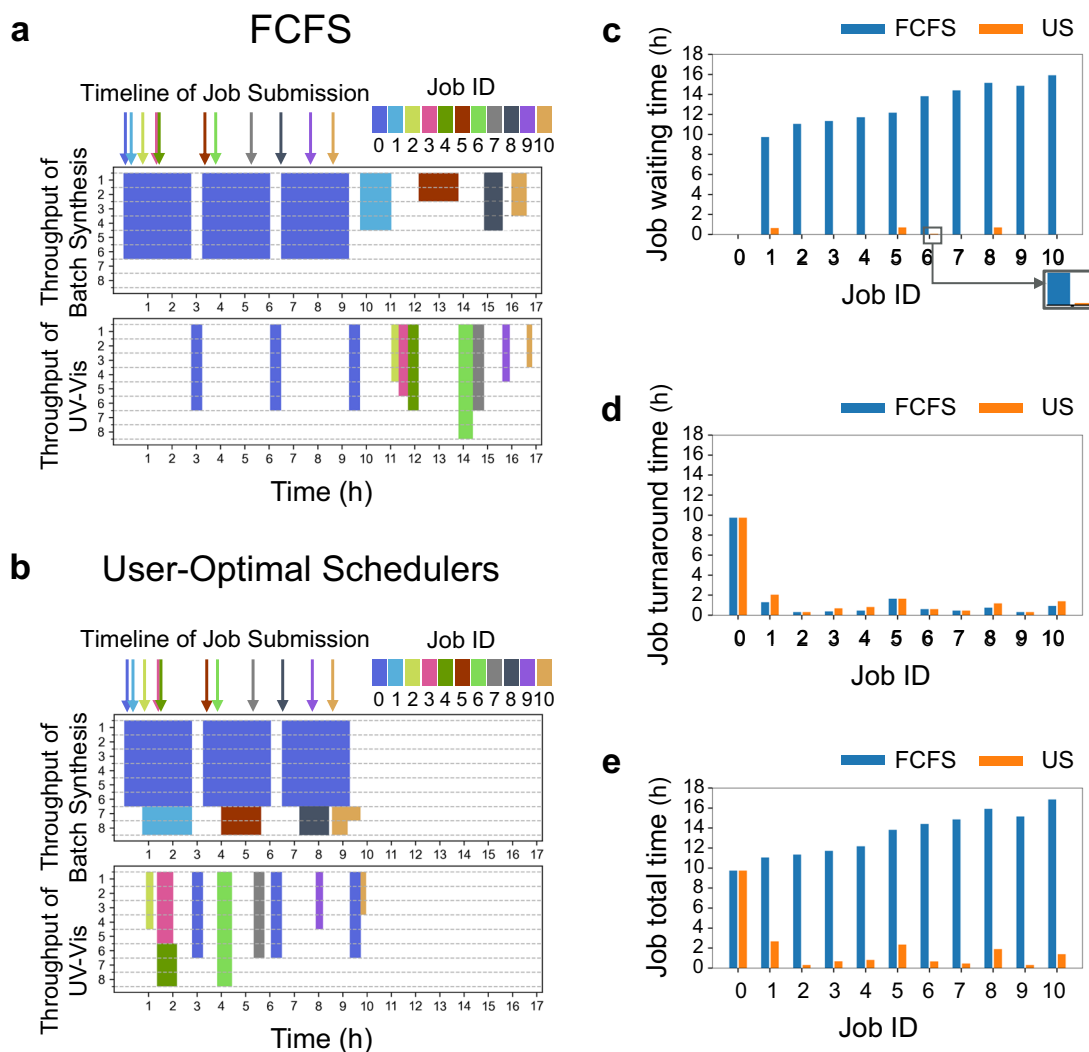 a
FCFS
Timeline of Job Submission
Job ID
0 1 2 3 4 5 6 7 8 9 10
Throughput of
Batch Synthesis
1
2
3
4
5
6
7
8
1 2 3 4 5 6 7 8 9 10 11 12 13 14 15 16 17
Throughput of
UV-Vis
1
2
3
4
5
6
7
8
1 2 3 4 5 6 7 8 9 10 11 12 13 14 15 16 17
Time (h)
b
User-Optimal Schedulers
Timeline of Job Submission
Job ID
0 1 2 3 4 5 6 7 8 9 10
Throughput of
Batch Synthesis
1
2
3
4
5
6
7
8
1 2 3 4 5 6 7 8 9 10 11 12 13 14 15 16 17
Throughput of
UV-Vis
1
2
3
4
5
6
7
8
1 2 3 4 5 6 7 8 9 10 11 12 13 14 15 16 17
Time (h)
c
FCFS US
Job waiting time (h)
18
16
14
12
10
8
6
4
2
0
0 1 2 3 4 5 6 7 8 9 10
Job ID
d
FCFS US
Job turnaround time (h)
18
16
14
12
10
8
6
4
2
0
0 1 2 3 4 5 6 7 8 9 10
Job ID
e
FCFS US
Job total time (h)
18
16
14
12
10
8
6
4
2
0
0 1 2 3 4 5 6 7 8 9 10
Job ID